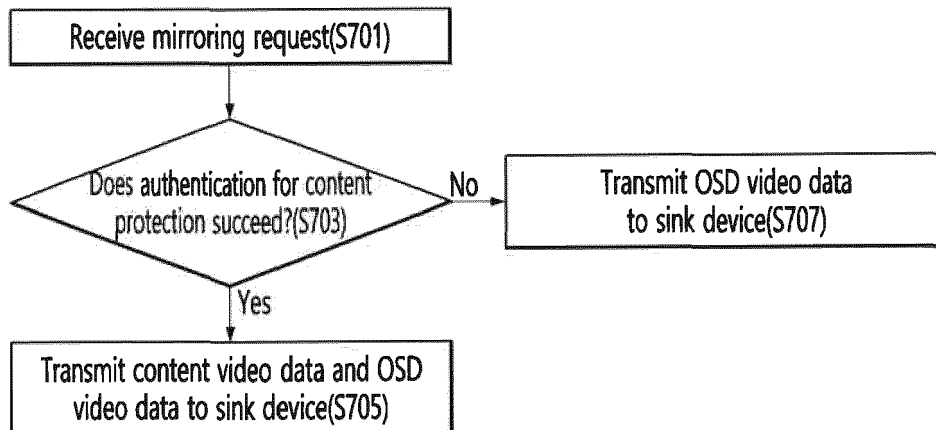 Receive mirroring request(S701)
Does authentication for content
protection succeed?(S703)
No
Transmit OSD video data
to sink device(S707)
Yes
Transmit content video data and OSD
video data to sink device(S705)